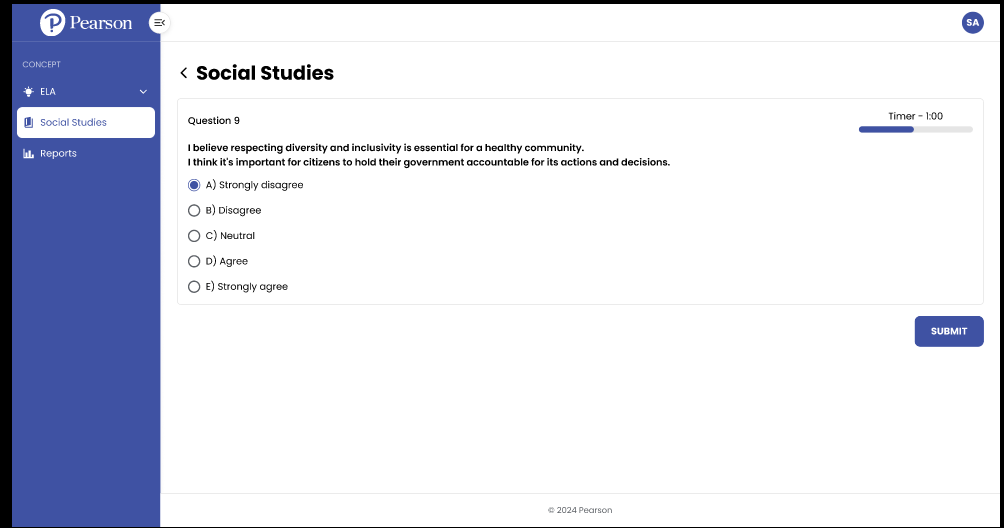 Pearson
SA
CONCEPT
ELA
Social Studies
Reports
Social Studies
Question 9
Timer - 1:00
I believe respecting diversity and inclusivity is essential for a healthy community.
I think it's important for citizens to hold their government accountable for its actions and decisions.
A) Strongly disagree
B) Disagree
C) Neutral
D) Agree
E) Strongly agree
SUBMIT
© 2024 Pearson